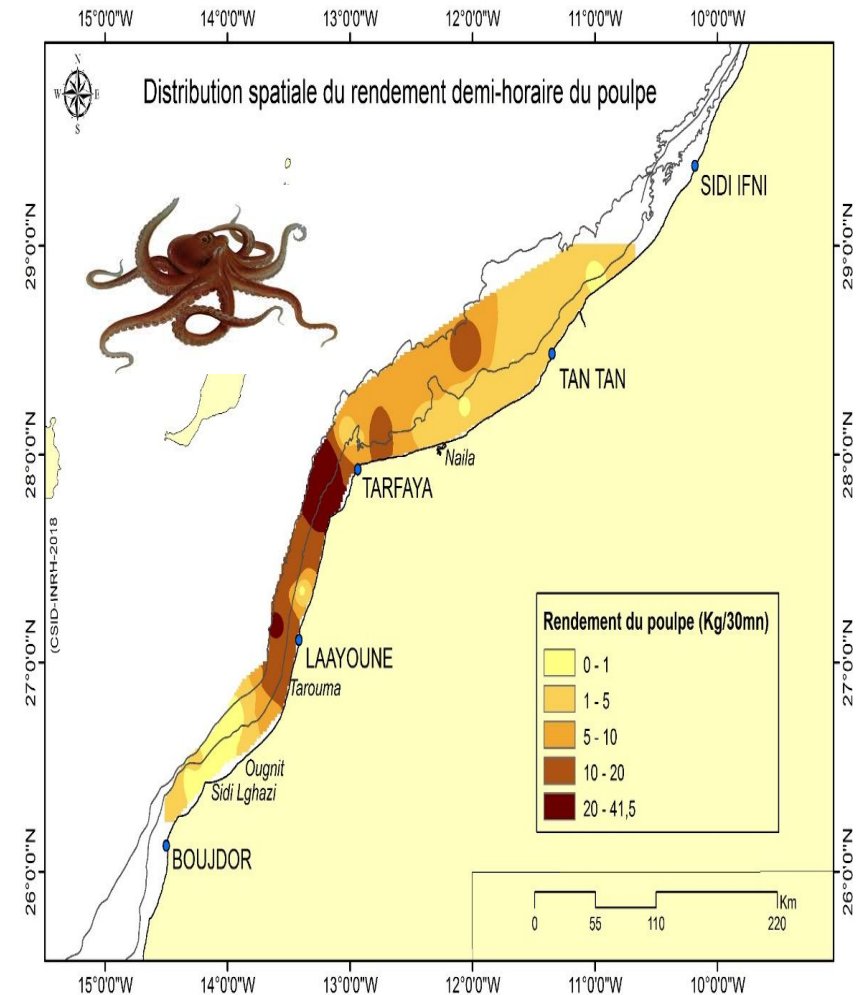 15°0'0"W 14°0'0"W 13°0'0"W 12°0'0"W 11°0'0"W 10°0'0"W
N
W E
S
Distribution spatiale du rendement demi-horaire du poulpe
SIDI IFNI
29°0'0"N 29°0'0"N
TAN TAN
28°0'0"N 28°0'0"N
Naila
TARFAYA
(CSID-INRH-2018
27°0'0"N 27°0'0"N
LAAYOUNE
Tarouma
Ougnit
Sidi Lghazi
26°0'0"N 26°0'0"N
BOUJDOR
Rendement du poulpe (Kg/30mn)
0 - 1
1 - 5
5 - 10
10 - 20
20 - 41,5
Km
0 55 110 220
15°0'0"W 14°0'0"W 13°0'0"W 12°0'0"W 11°0'0"W 10°0'0"W